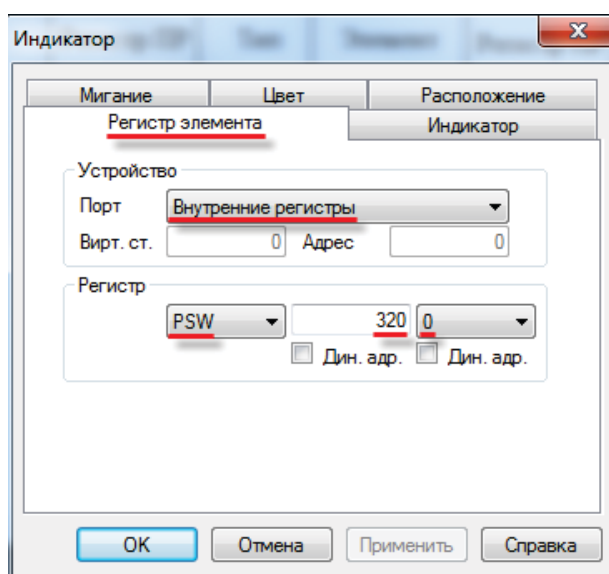 Индикатор
Мигание Цвет Расположение
Регистр элемента Индикатор
Устройство
Порт Внутренние регистры
Вирт. ст. 0 Адрес 0
Регистр
PSW 320 0
Дин. адр. Дин. адр.
OK Отмена Применить Справка